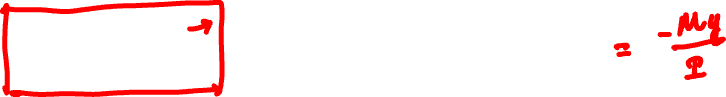 = -My/I